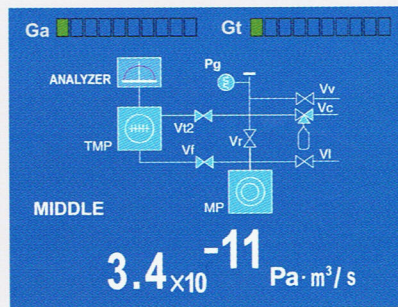 Ga Gt
Pg
ANALYZER
Vv
Vc
Vt2
TMP
Vr
Vf
Vl
MIDDLE
MP
3.4×10⁻¹¹ Pa·m³/s